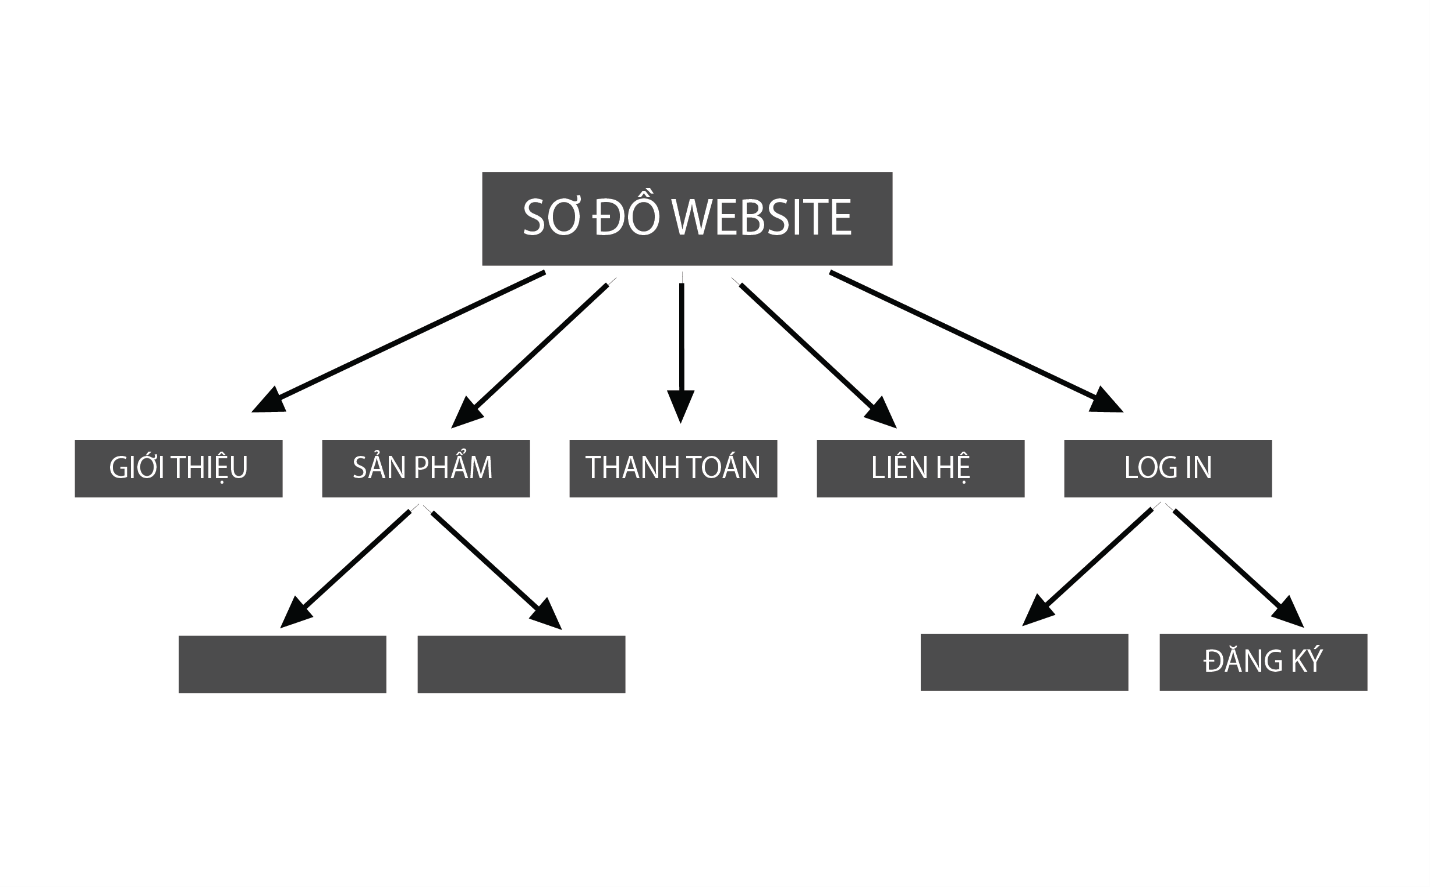 SƠ ĐỒ WEBSITE
GIỚI THIỆU
SẢN PHẨM
THANH TOÁN
LIÊN HỆ
LOG IN
ĐĂNG KÝ